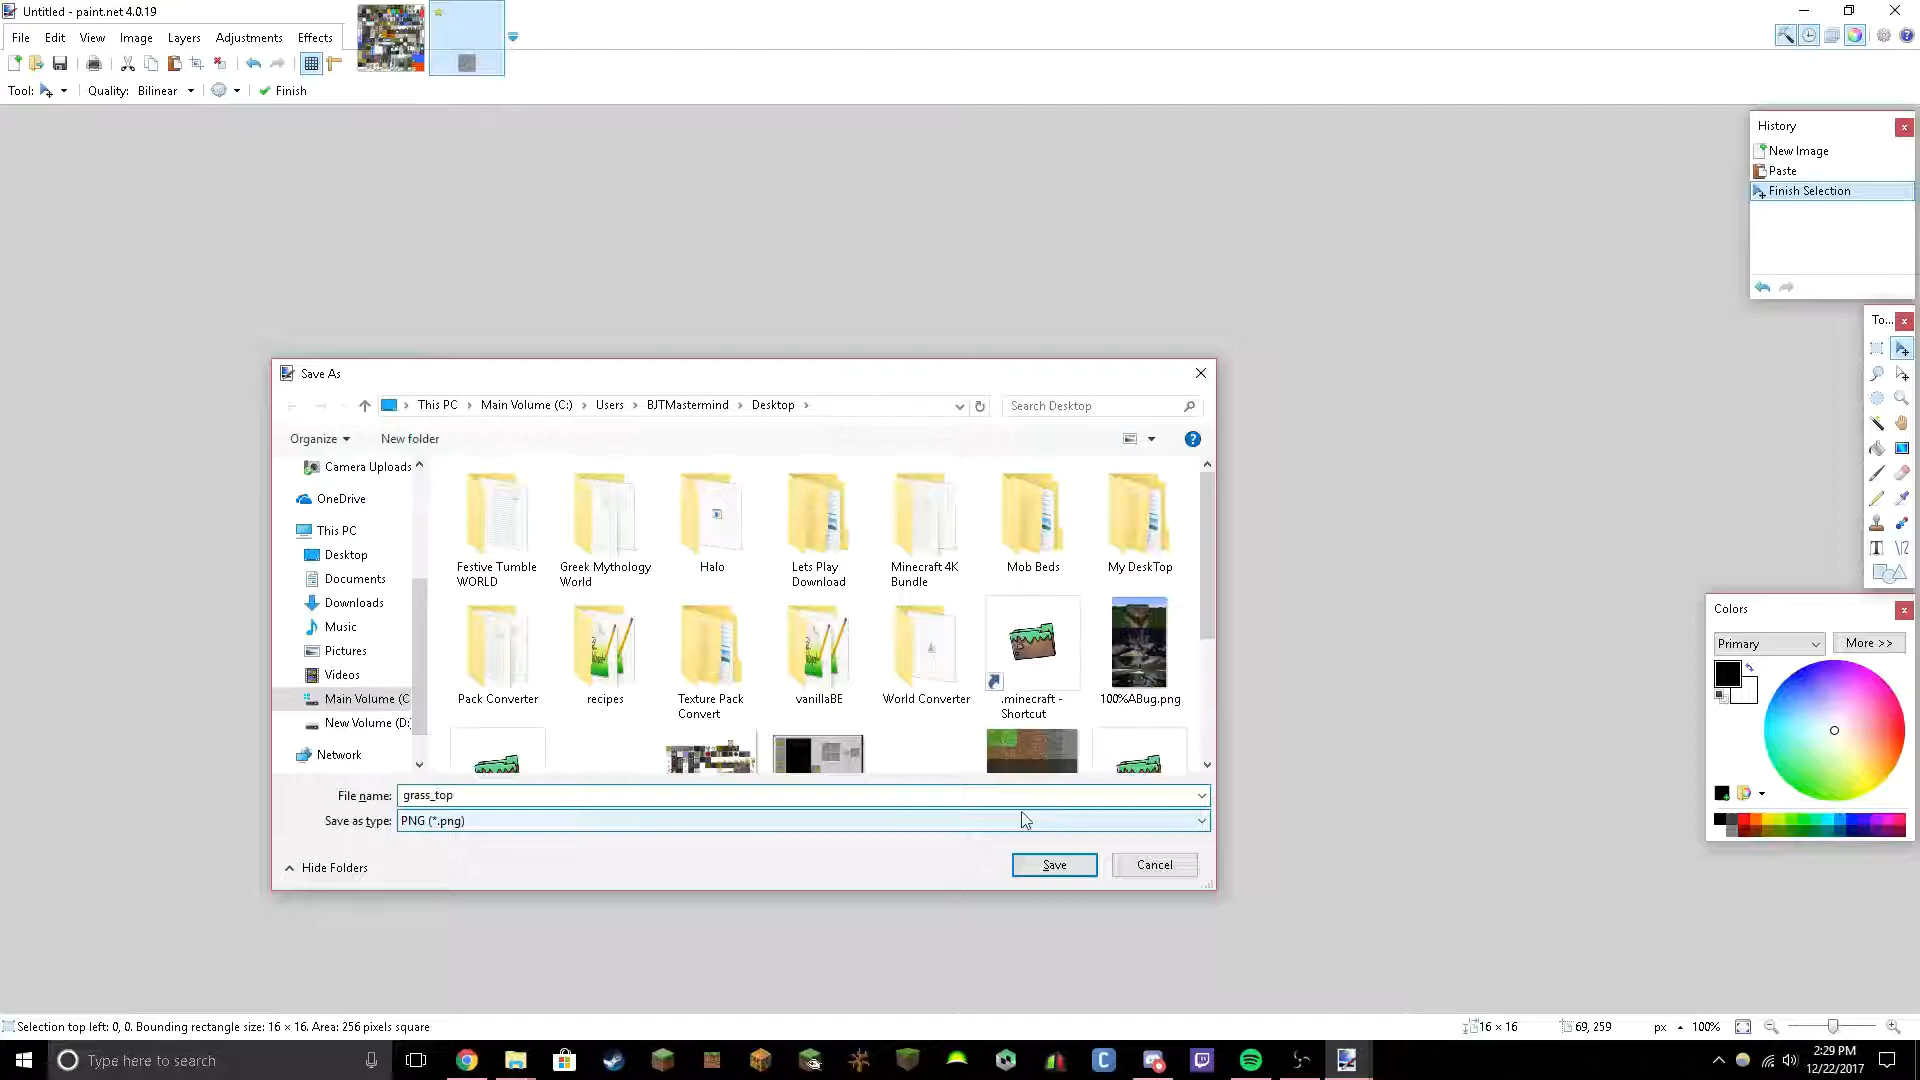 Untitled - paint.net 4.0.19
File Edit View Image Layers Adjustments Effects
Tool: Quality: Bilinear Finish
History
New Image
Paste
Finish Selection
To...
Save As
This PC Main Volume (C:) Users BJTMastermind Desktop
Search Desktop
Organize New folder
Camera Uploads
OneDrive
This PC
Desktop
Documents
Downloads
Music
Pictures
Videos
Main Volume (C
New Volume (D:
Network
Festive Tumble WORLD
Greek Mythology World
Halo
Lets Play Download
Minecraft 4K Bundle
Mob Beds
My DeskTop
Pack Converter
recipes
Texture Pack Convert
vanillaBE
World Converter
.minecraft - Shortcut
100%ABug.png
File name: grass_top
Save as type: PNG (*.png)
Hide Folders
Save
Cancel
Colors
Primary
More >>
Selection top left: 0, 0. Bounding rectangle size: 16 × 16. Area: 256 pixels square
16 × 16
69, 259
px
100%
Type here to search
2:29 PM
12/22/2017